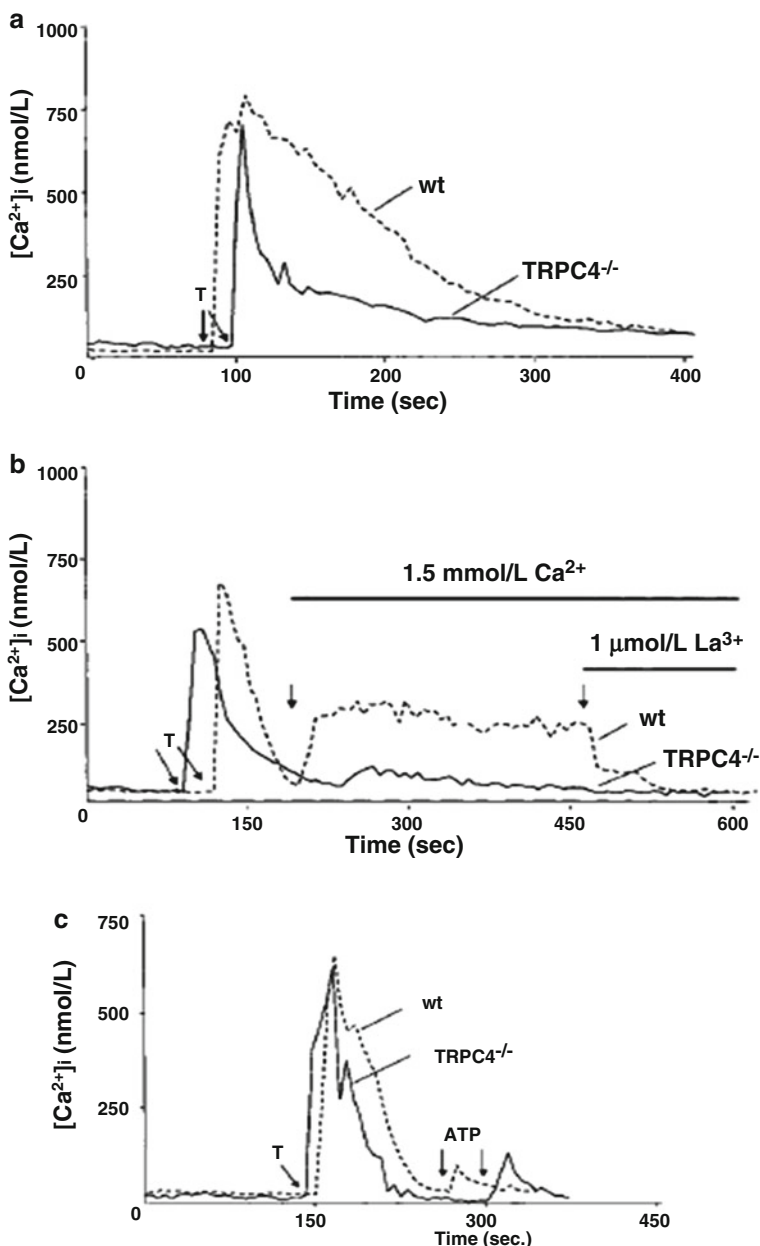 a
1000
750
500
250
[Ca²⁺]i (nmol/L)
wt
TRPC4⁻/⁻
T
0 100 200 300 400
Time (sec)
b
1000
750
500
250
[Ca²⁺]i (nmol/L)
1.5 mmol/L Ca²⁺
1 μmol/L La³⁺
T
wt
TRPC4⁻/⁻
0 150 300 450 600
Time (sec)
c
750
500
250
[Ca²⁺]i (nmol/L)
wt
TRPC4⁻/⁻
T
ATP
0 150 300 450
Time (sec.)